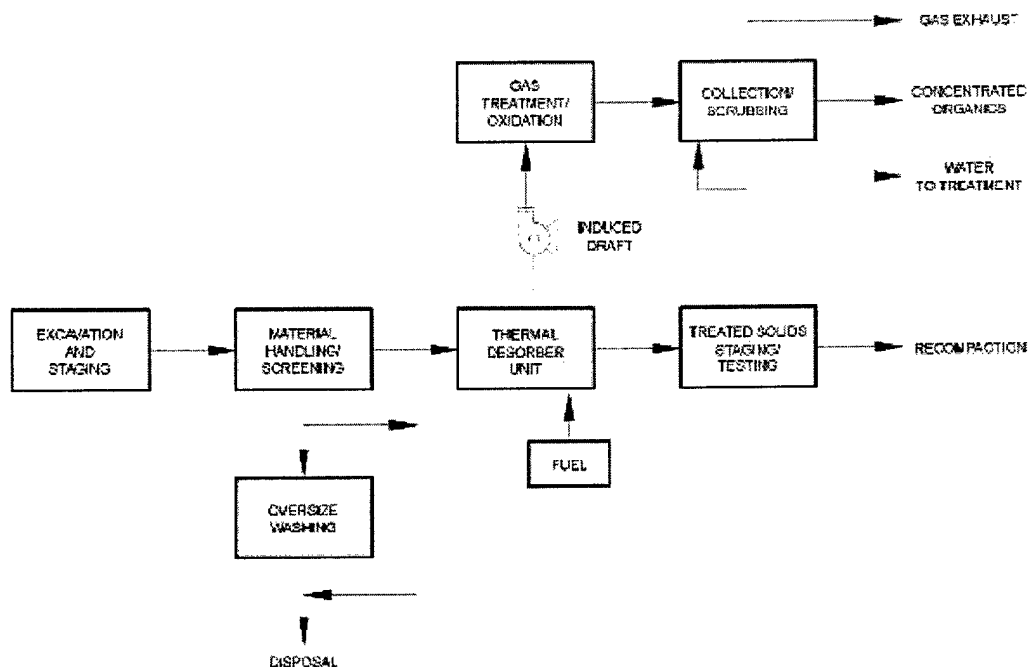 GAS EXHAUST
GAS
TREATMENT/
OXIDATION
COLLECTION/
SCRUBBING
CONCENTRATED
ORGANICS
WATER
TO TREATMENT
INDUCED
DRAFT
EXCAVATION
AND
STAGING
MATERIAL
HANDLING/
SCREENING
THERMAL
DESORBER
UNIT
TREATED SOLIDS
STAGING/
TESTING
RECOMPACTION
FUEL
OVERSIZE
WASHING
DISPOSAL